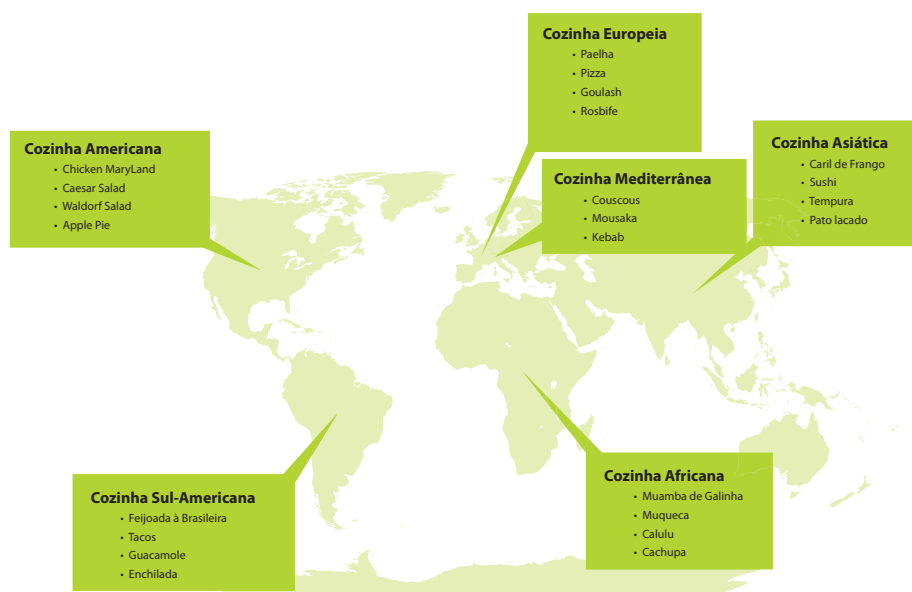 Cozinha Europeia
• Paelha
• Pizza
• Goulash
• Rosbife
Cozinha Americana
• Chicken MaryLand
• Caesar Salad
• Waldorf Salad
• Apple Pie
Cozinha Mediterrânea
• Couscous
• Mousaka
• Kebab
Cozinha Asiática
• Caril de Frango
• Sushi
• Tempura
• Pato lacado
Cozinha Sul-Americana
• Feijoada à Brasileira
• Tacos
• Guacamole
• Enchilada
Cozinha Africana
• Muamba de Galinha
• Muqueca
• Calulu
• Cachupa